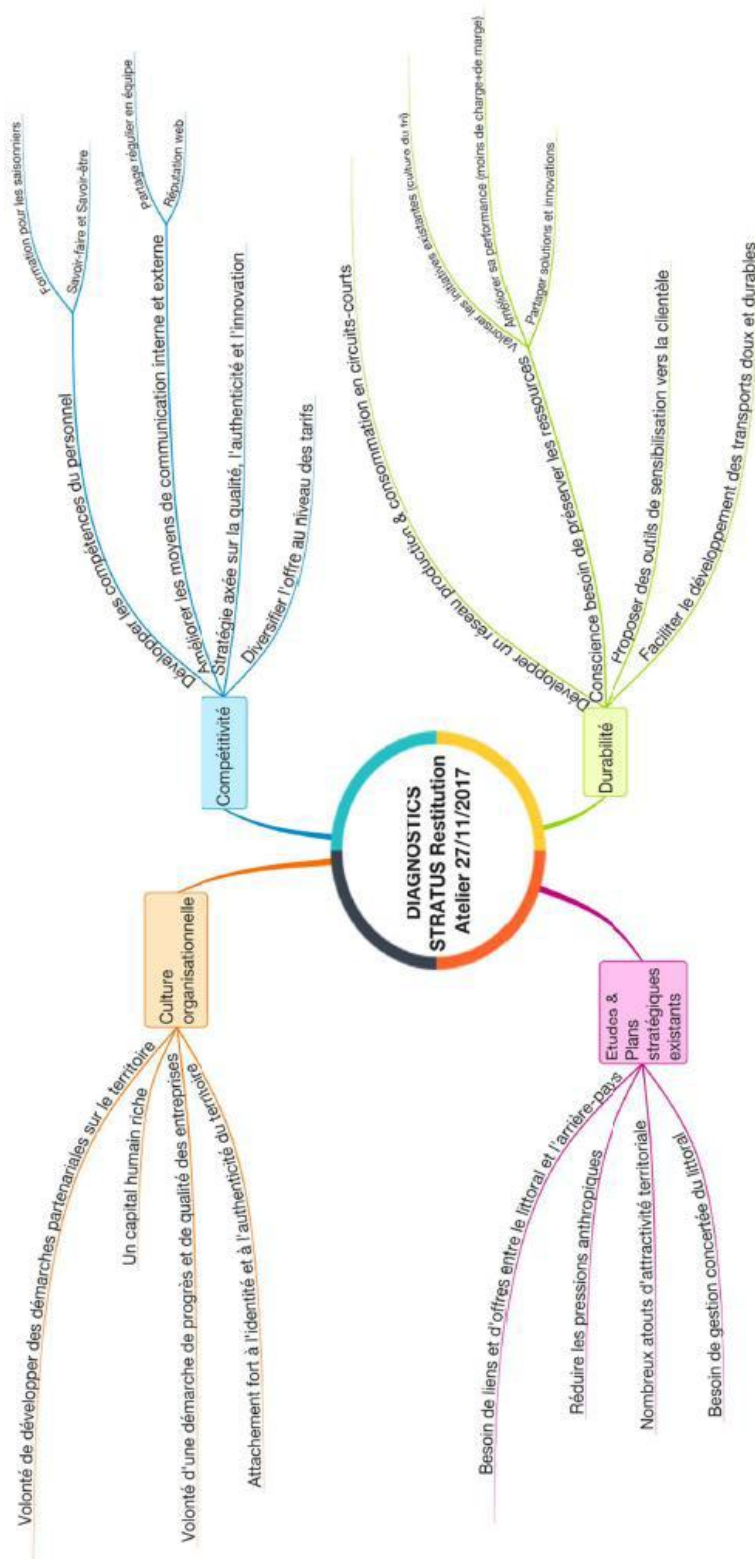 DIAGNOSTICS
STRATUS Restitution
Atelier 27/11/2017
Culture
organisationnelle
Volonté de développer des démarches partenariales sur le territoire
Un capital humain riche
Volonté d'une démarche de progrès et de qualité des entreprises
Attachement fort à l'identité et à l'authenticité du territoire
Compétitivité
Développer les compétences du personnel
Formation pour les saisonniers
Savoir-faire et Savoir-être
Améliorer les moyens de communication interne et externe
Partage régulier en équipe
Réputation web
Stratégie axée sur la qualité, l'authenticité et l'innovation
Diversifier l'offre au niveau des tarifs
Etudes &
Plans
stratégiques
existants
Besoin de liens et d'offres entre le littoral et l'arrière-pays
Réduire les pressions anthropiques
Nombreux atouts d'attractivité territoriale
Besoin de gestion concertée du littoral
Durabilité
Développer un réseau production & consommation en circuits-courts
Conscience besoin de préserver les ressources
Valoriser les initiatives existantes (culture du tri)
Améliorer sa performance (moins de charge+de marge)
Partager solutions et innovations
Proposer des outils de sensibilisation vers la clientèle
Faciliter le développement des transports doux et durables